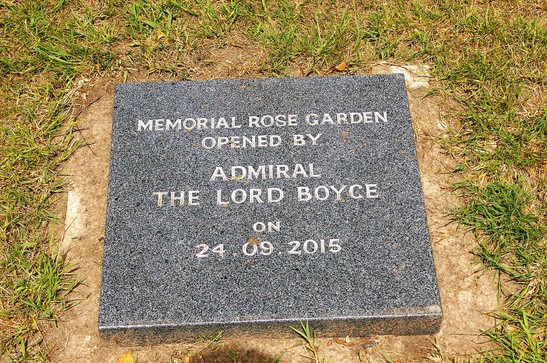 MEMORIAL ROSE GARDEN
OPENED BY
ADMIRAL
THE LORD BOYCE
ON
24.09.2015